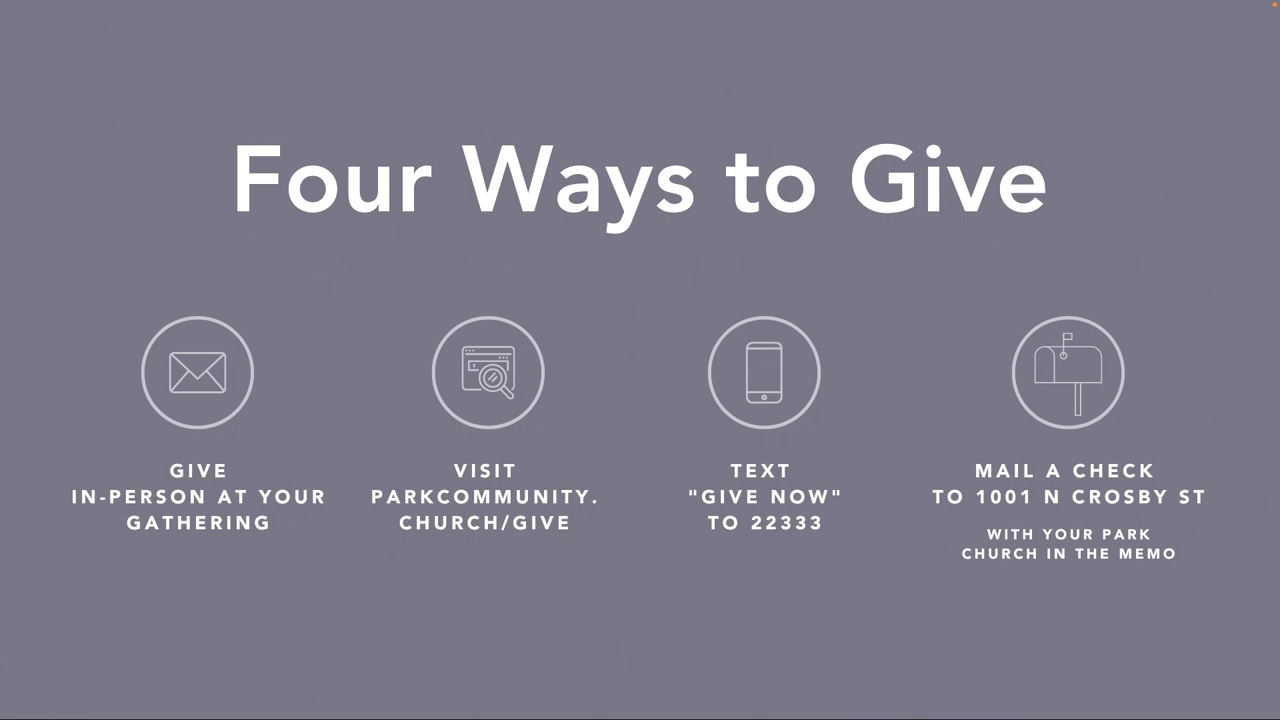 Four Ways to Give
GIVE
IN-PERSON AT YOUR
GATHERING
VISIT
PARKCOMMUNITY.
CHURCH/GIVE
TEXT
"GIVE NOW"
TO 22333
MAIL A CHECK
TO 1001 N CROSBY ST
WITH YOUR PARK
CHURCH IN THE MEMO